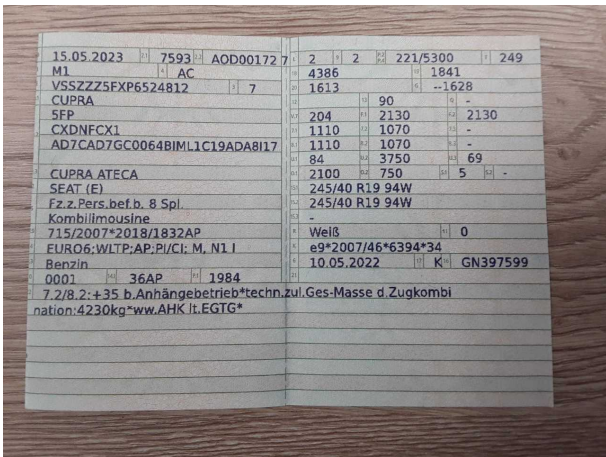 15.05.2023 7593 AOD00172 7
M1 AC
VSSZZZ5FXP6524812 7
CUPRA
5FP
CXDNFCX1
AD7CAD7GC0064BIML1C19ADA8I17
CUPRA ATECA
SEAT (E)
Fz.z.Pers.bef.b. 8 Spl.
Kombilimousine
715/2007*2018/1832AP
EURO6;WLTP;AP;PI/CI; M, N1 I
Benzin
0001 36AP 1984
2 2 221/5300 249
4386 1841
1613 --1628
90 -
204 2130 2130
1110 1070 -
1110 1070 -
84 3750 69
2100 750 5 -
245/40 R19 94W
245/40 R19 94W
-
Weiß 0
e9*2007/46*6394*34
10.05.2022 K GN397599
7.2/8.2:+35 b.Anhängebetrieb*techn.zul.Ges-Masse d.Zugkombi
nation:4230kg*ww.AHK lt.EGTG*